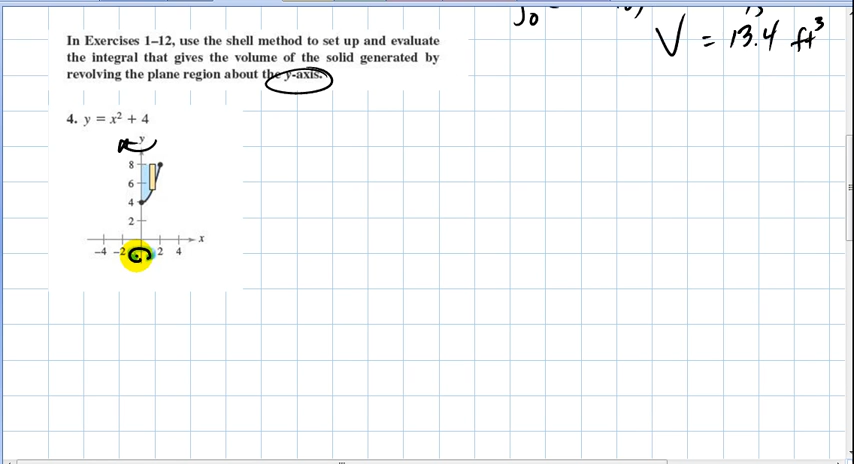 V = 13.4 ft³
In Exercises 1–12, use the shell method to set up and evaluate
the integral that gives the volume of the solid generated by
revolving the plane region about the y-axis.
4. y = x² + 4
y
8
6
4
2
x
-4 -2 2 4